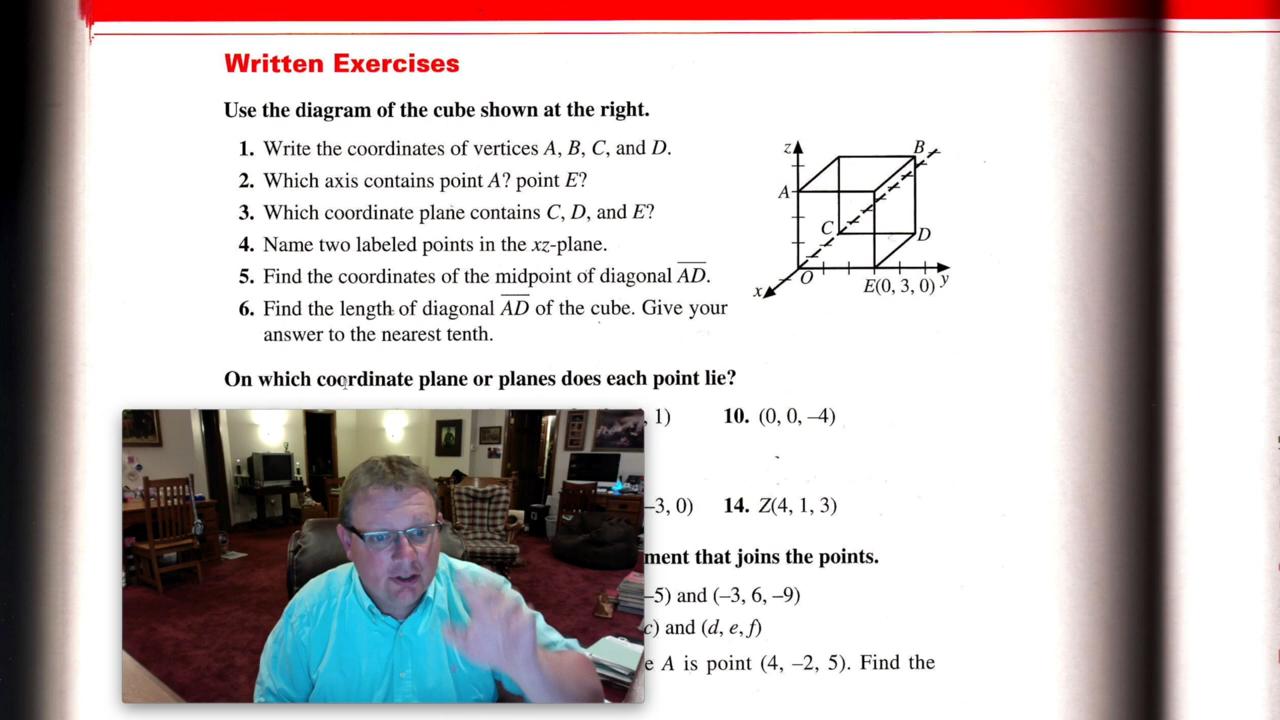 Written Exercises
Use the diagram of the cube shown at the right.
1. Write the coordinates of vertices A, B, C, and D.
2. Which axis contains point A? point E?
3. Which coordinate plane contains C, D, and E?
4. Name two labeled points in the xz-plane.
5. Find the coordinates of the midpoint of diagonal AD.
6. Find the length of diagonal AD of the cube. Give your
answer to the nearest tenth.
z
B
A
C
D
O
x
E(0, 3, 0)
y
On which coordinate plane or planes does each point lie?
, 1) 10. (0, 0, –4)
–3, 0) 14. Z(4, 1, 3)
ment that joins the points.
–5) and (–3, 6, –9)
c) and (d, e, f)
e A is point (4, –2, 5). Find the